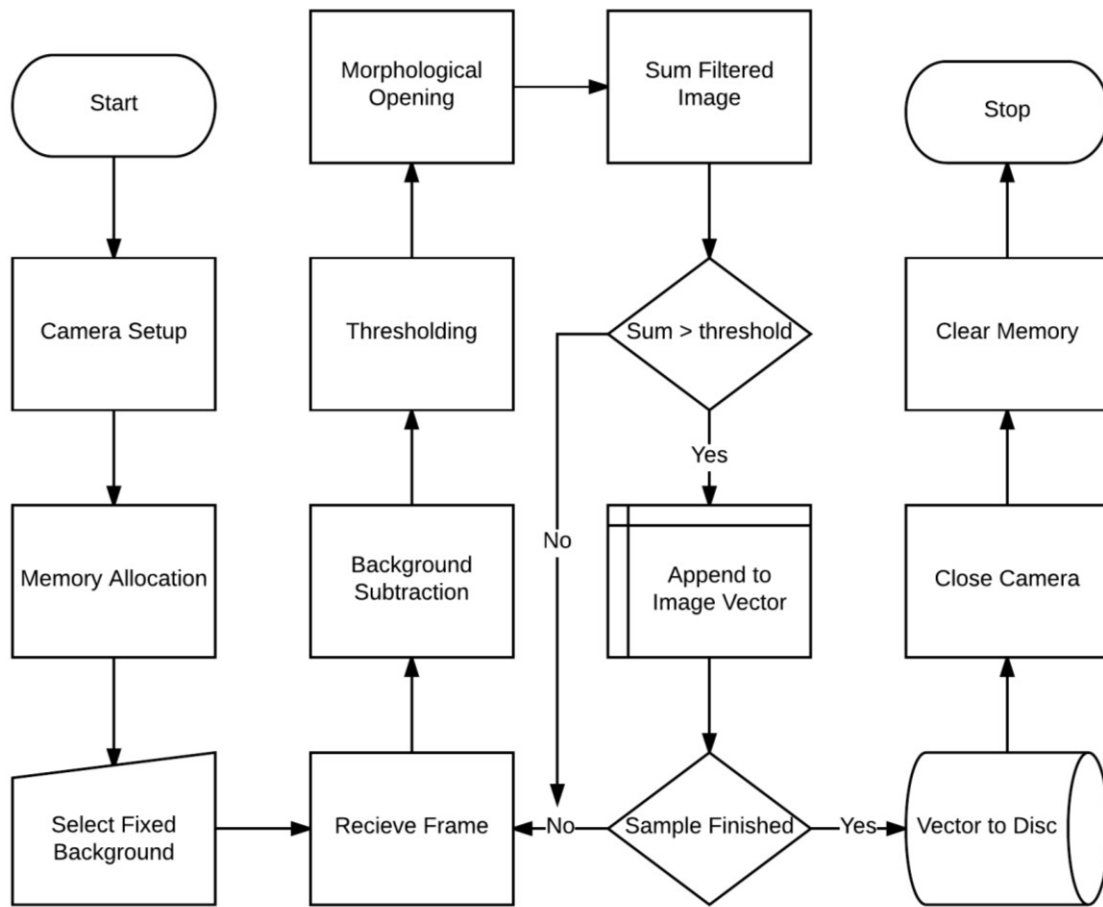 Start
Camera Setup
Memory Allocation
Select Fixed
Background
Recieve Frame
Background
Subtraction
Thresholding
Morphological
Opening
Sum Filtered
Image
Sum > threshold
Yes
No
Append to
Image Vector
Sample Finished
No
Yes
Vector to Disc
Close Camera
Clear Memory
Stop